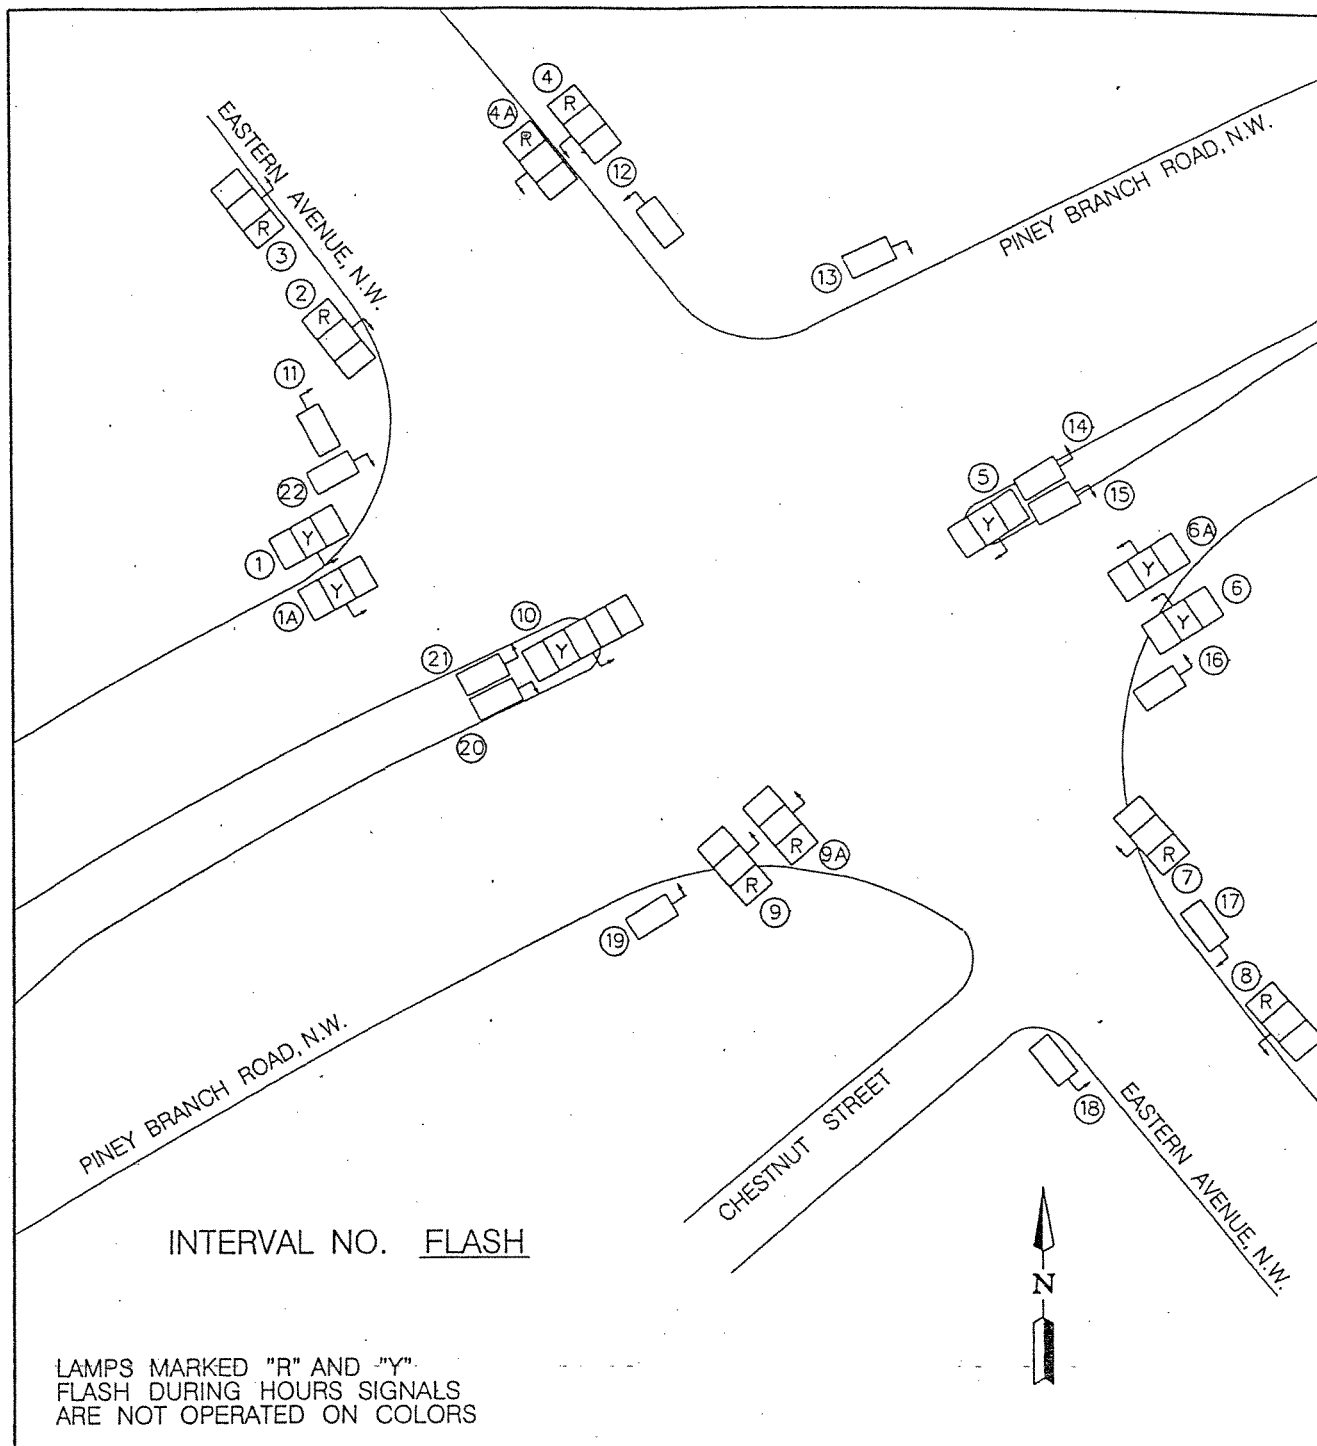 4
R
4A
R
12
EASTERN AVENUE, N.W.
PINEY BRANCH ROAD, N.W.
R
3
13
2
R
11
14
22
5
Y
15
1
Y
6A
Y
1A
Y
10
6
Y
21
Y
16
20
R
9A
R
7
R
9
17
19
8
R
PINEY BRANCH ROAD, N.W.
CHESTNUT STREET
18
EASTERN AVENUE, N.W.
INTERVAL NO. FLASH
N
LAMPS MARKED "R" AND "Y"
FLASH DURING HOURS SIGNALS
ARE NOT OPERATED ON COLORS